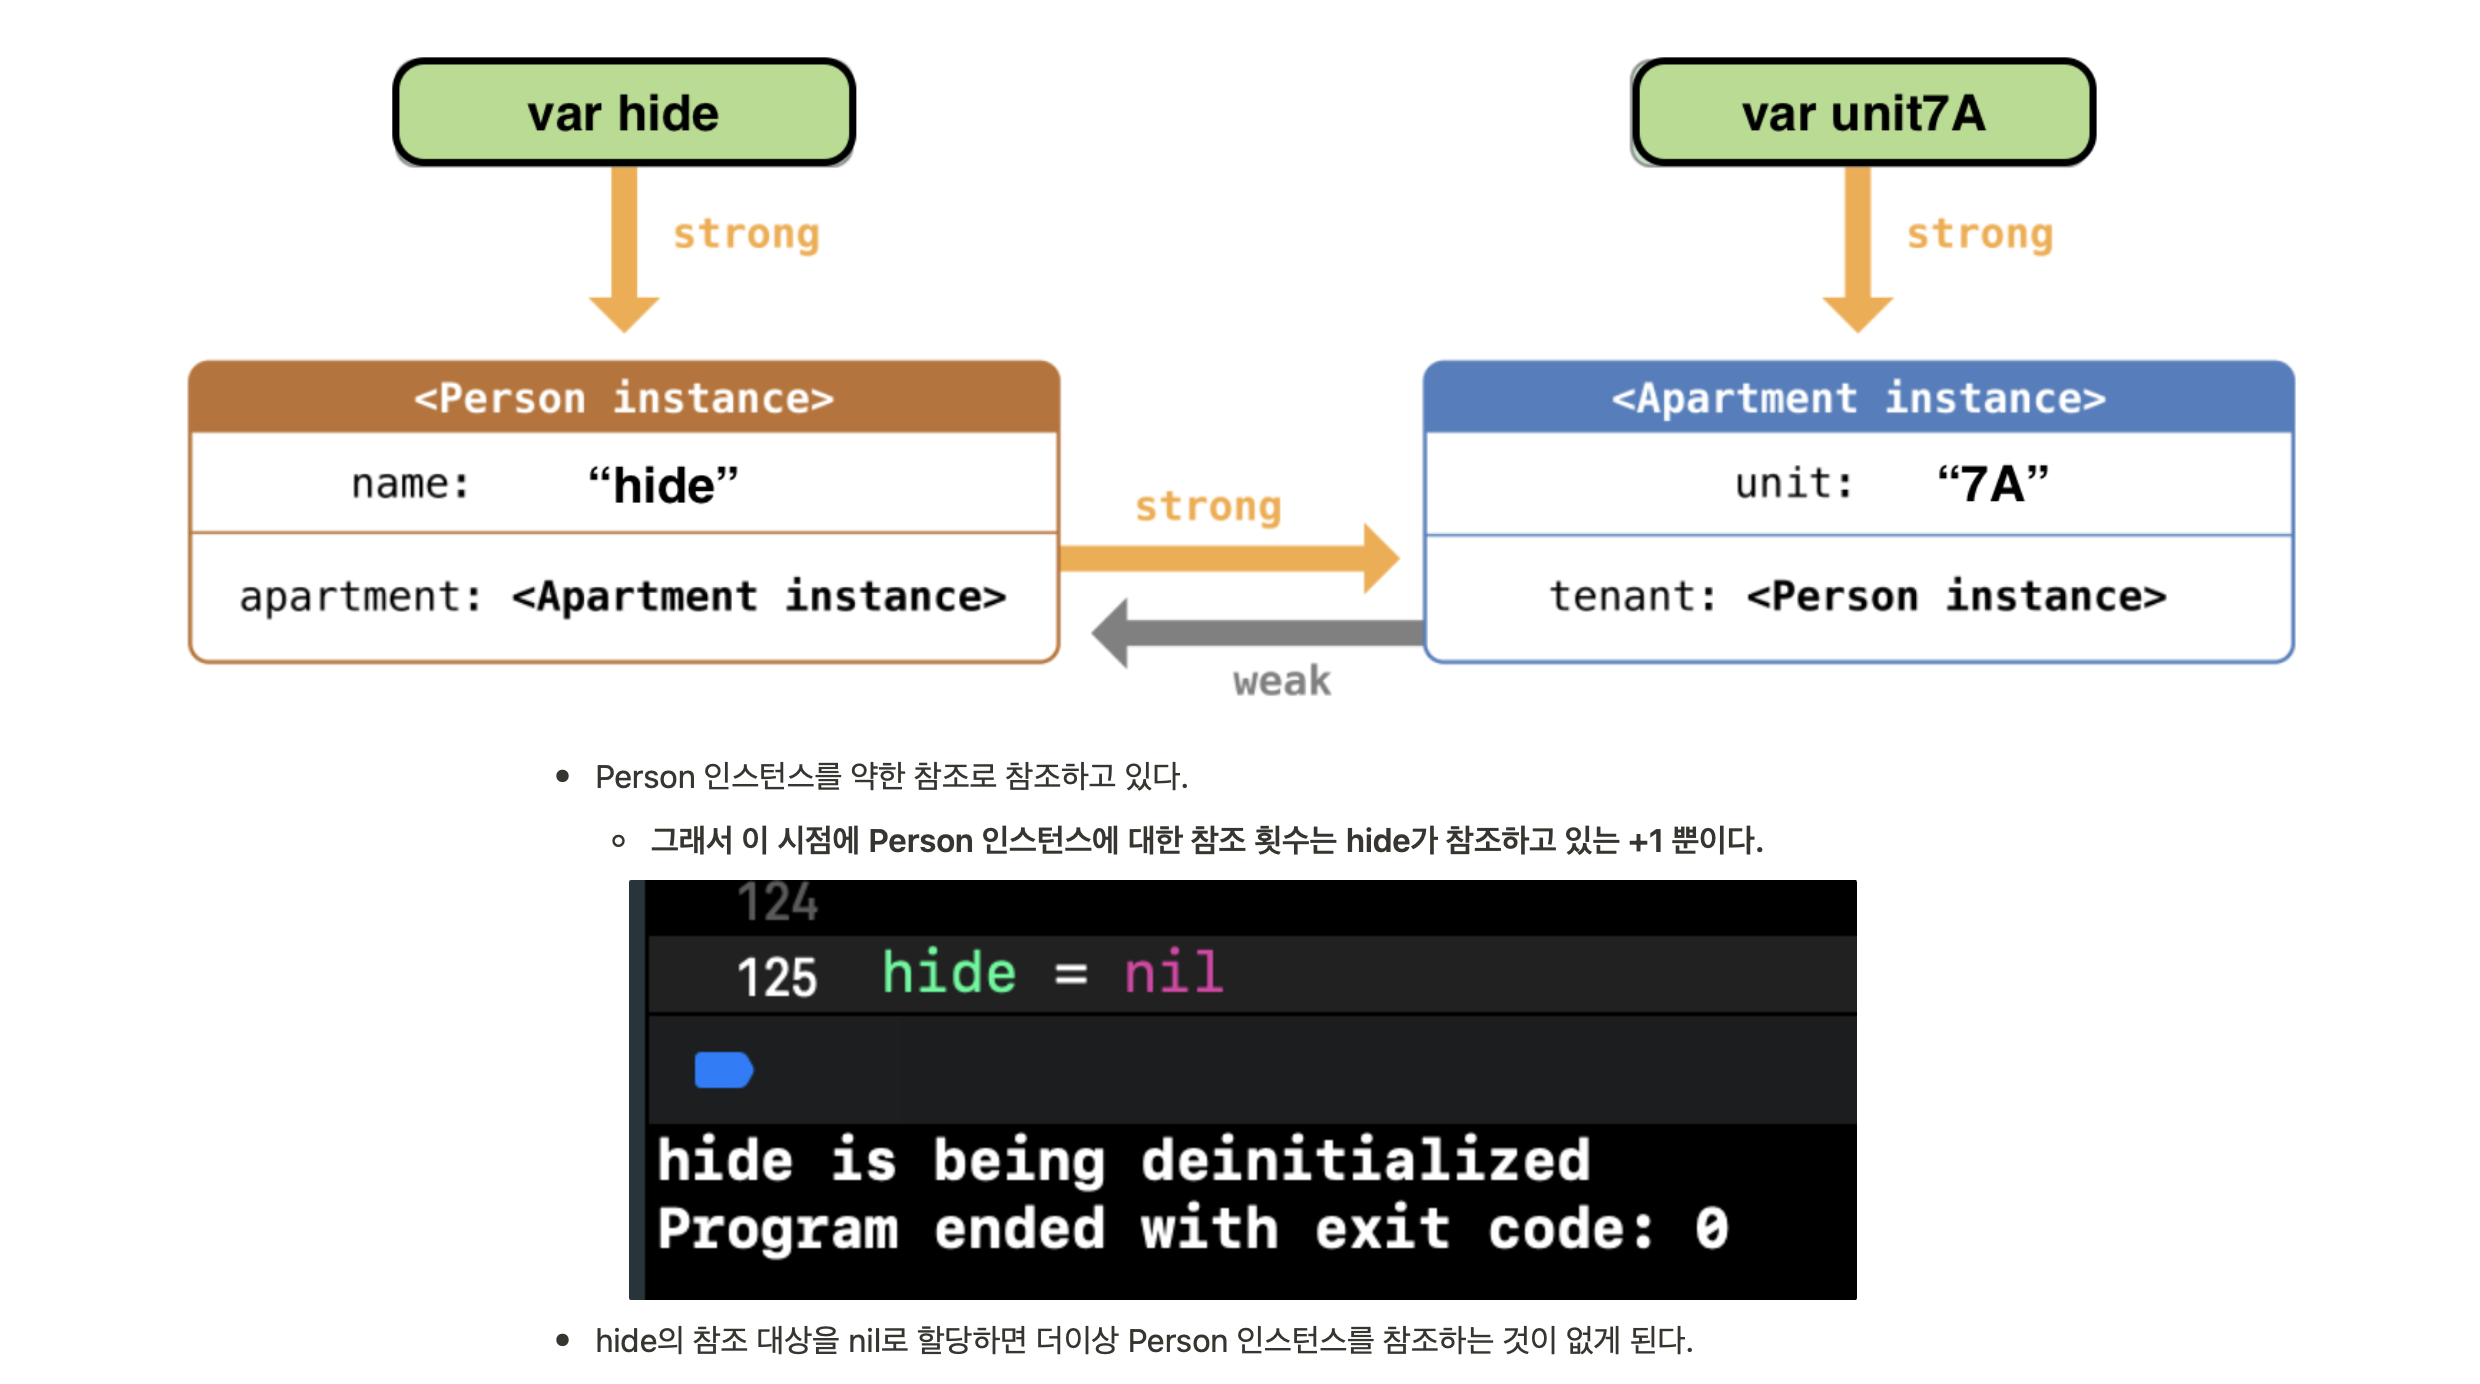 var hide
var unit7A
strong
strong
<Person instance>
<Apartment instance>
name: “hide”
unit: “7A”
strong
apartment: <Apartment instance>
tenant: <Person instance>
weak
• Person 인스턴스를 약한 참조로 참조하고 있다.
◦ 그래서 이 시점에 Person 인스턴스에 대한 참조 횟수는 hide가 참조하고 있는 +1 뿐이다.
124
125 hide = nil
hide is being deinitialized
Program ended with exit code: 0
• hide의 참조 대상을 nil로 할당하면 더이상 Person 인스턴스를 참조하는 것이 없게 된다.